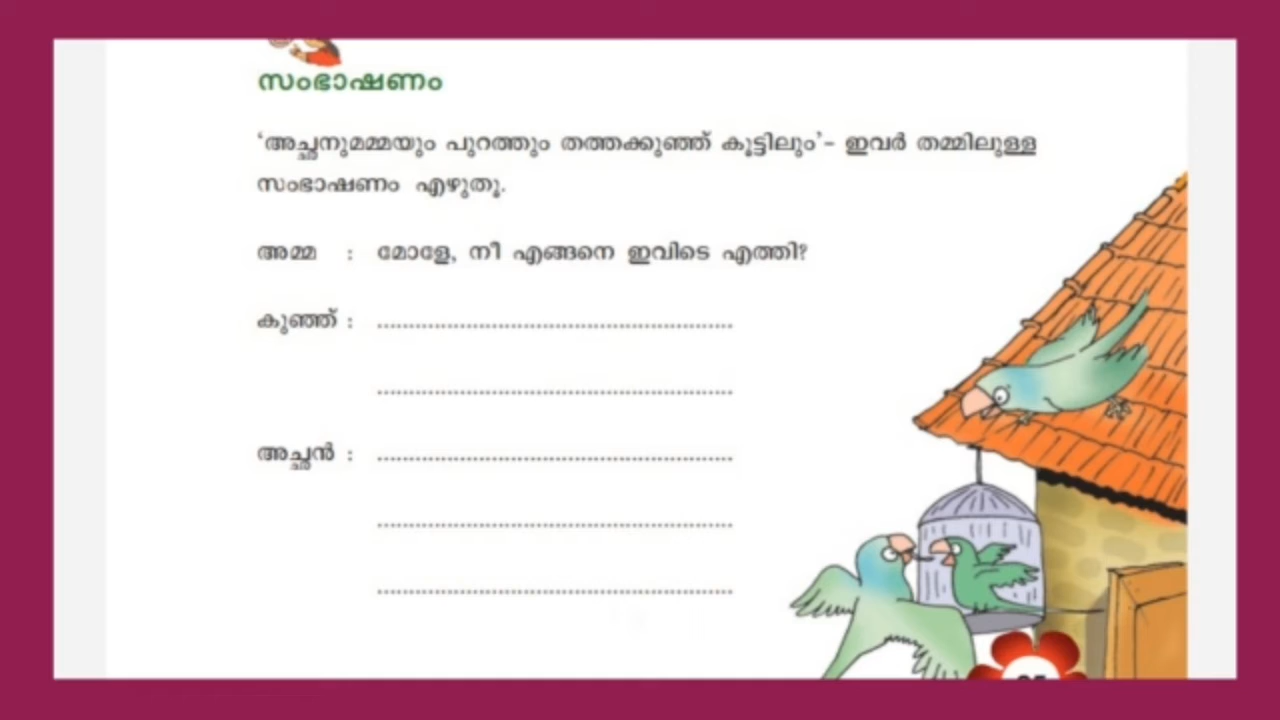 സംഭാഷണം
‘അച്ഛനുമമ്മയും പുറത്തും തത്തക്കുഞ്ഞ് കൂട്ടിലും’– ഇവർ തമ്മിലുള്ള
സംഭാഷണം എഴുതൂ.
അമ്മ : മോളേ, നീ എങ്ങനെ ഇവിടെ എത്തി?
കുഞ്ഞ് : ............................................................
............................................................
അച്ഛൻ : ............................................................
............................................................
............................................................